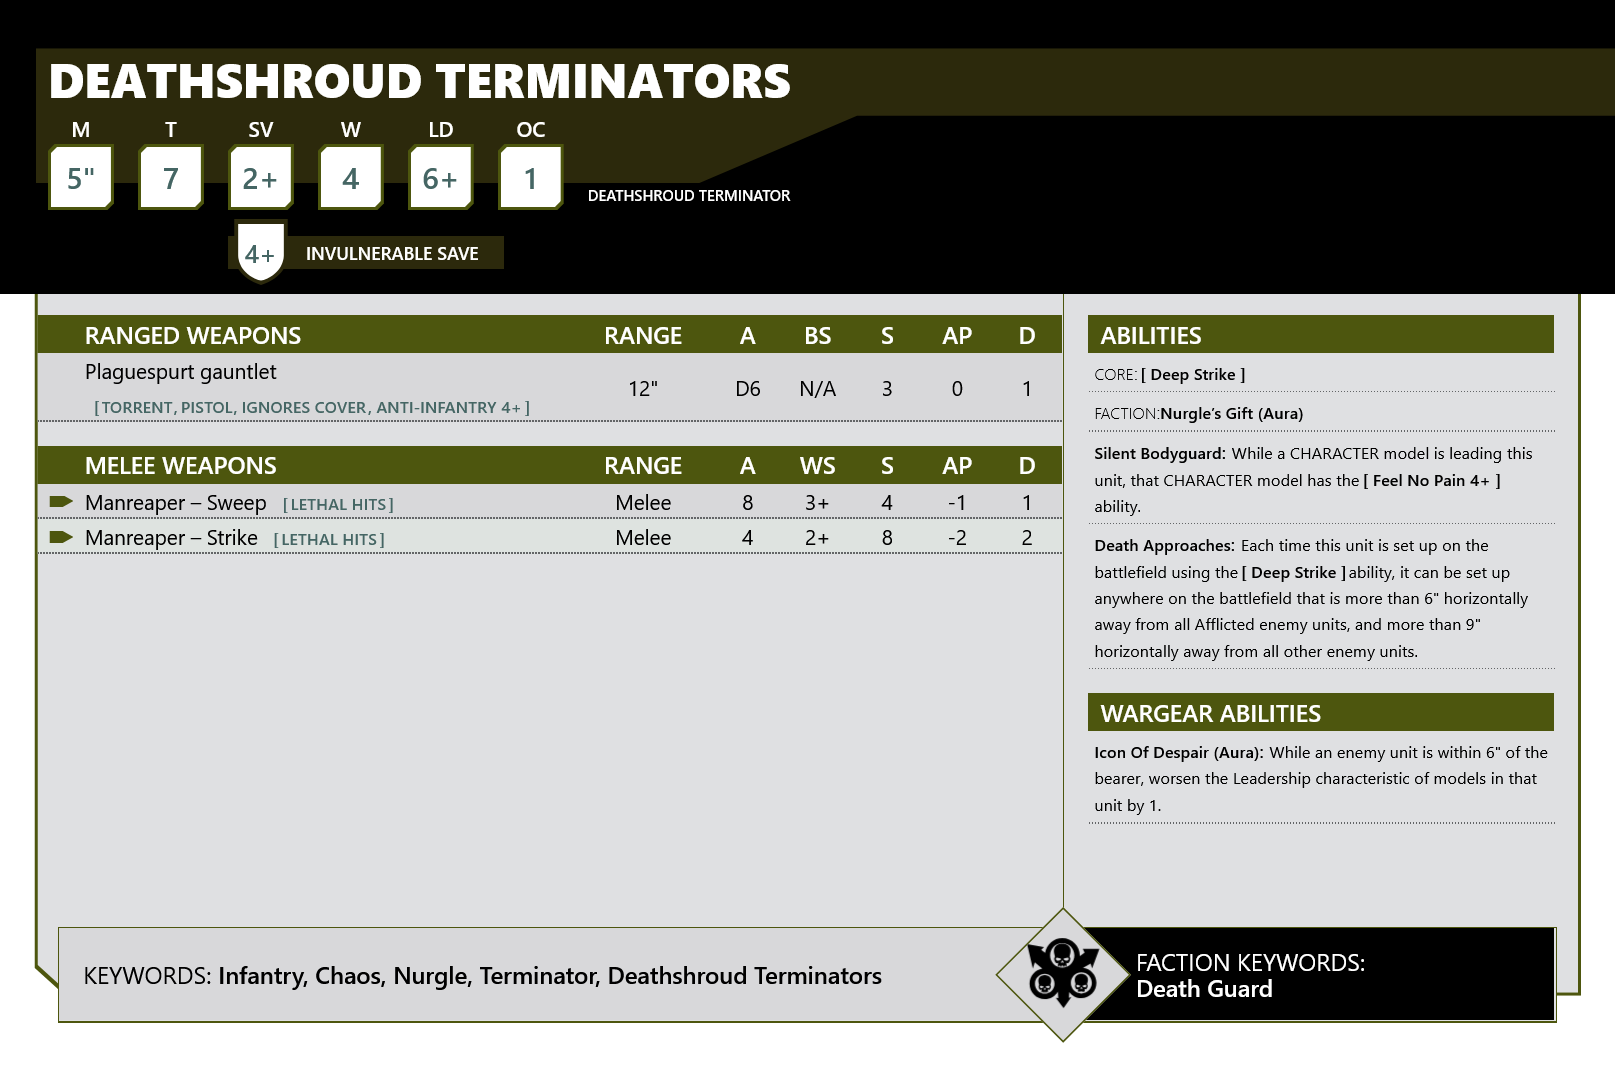 DEATHSHROUD TERMINATORS
M T SV W LD OC
5" 7 2+ 4 6+ 1
DEATHSHROUD TERMINATOR
4+ INVULNERABLE SAVE
RANGED WEAPONS RANGE A BS S AP D
Plaguespurt gauntlet
12" D6 N/A 3 0 1
[TORRENT, PISTOL, IGNORES COVER, ANTI-INFANTRY 4+]
MELEE WEAPONS RANGE A WS S AP D
Manreaper – Sweep [LETHAL HITS] Melee 8 3+ 4 -1 1
Manreaper – Strike [LETHAL HITS] Melee 4 2+ 8 -2 2
ABILITIES
CORE: [ Deep Strike ]
FACTION:Nurgle’s Gift (Aura)
Silent Bodyguard: While a CHARACTER model is leading this
unit, that CHARACTER model has the [ Feel No Pain 4+ ]
ability.
Death Approaches: Each time this unit is set up on the
battlefield using the [ Deep Strike ] ability, it can be set up
anywhere on the battlefield that is more than 6" horizontally
away from all Afflicted enemy units, and more than 9"
horizontally away from all other enemy units.
WARGEAR ABILITIES
Icon Of Despair (Aura): While an enemy unit is within 6" of the
bearer, worsen the Leadership characteristic of models in that
unit by 1.
KEYWORDS: Infantry, Chaos, Nurgle, Terminator, Deathshroud Terminators
FACTION KEYWORDS:
Death Guard